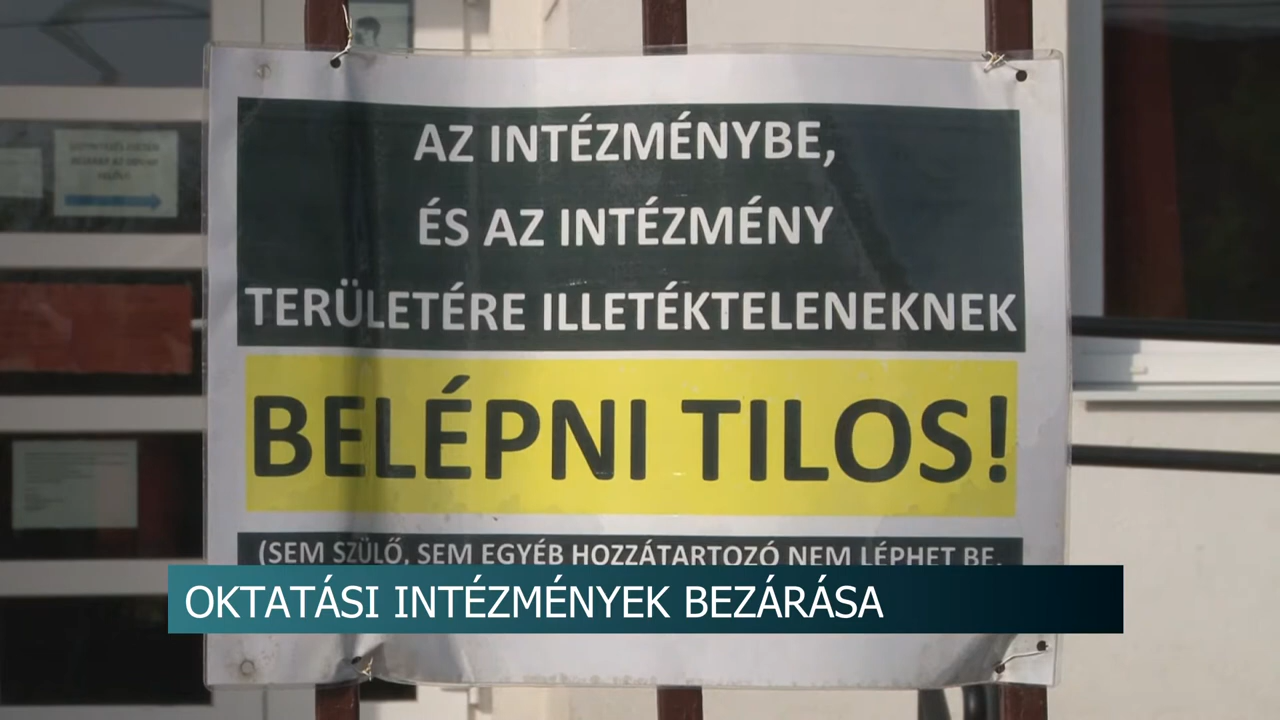 AZ INTÉZMÉNYBE,
ÉS AZ INTÉZMÉNY
TERÜLETÉRE ILLETÉKTELENEKNEK
BELÉPNI TILOS!
(SEM SZÜLŐ, SEM EGYÉB HOZZÁTARTOZÓ NEM LÉPHET BE.
OKTATÁSI INTÉZMÉNYEK BEZÁRÁSA